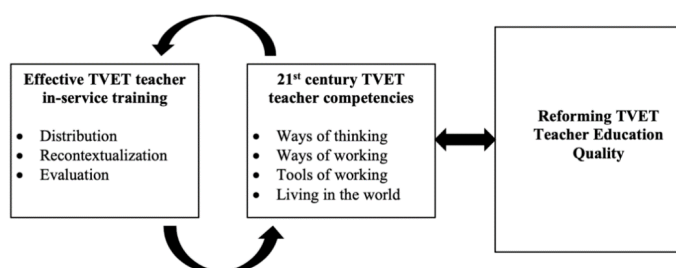 Effective TVET teacher
in-service training
• Distribution
• Recontextualization
• Evaluation
21st century TVET
teacher competencies
• Ways of thinking
• Ways of working
• Tools of working
• Living in the world
Reforming TVET
Teacher Education
Quality